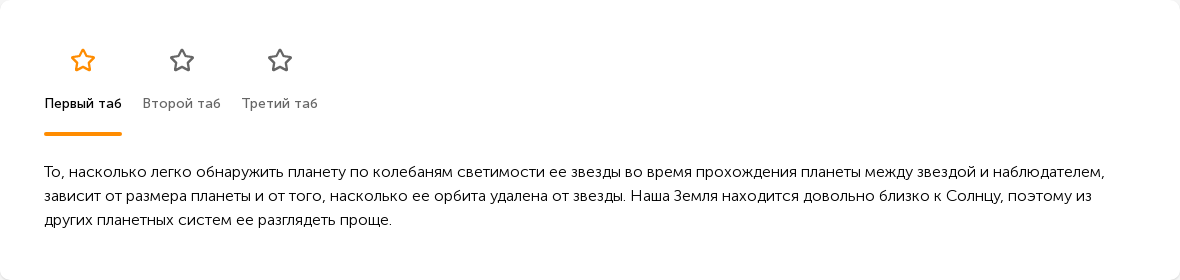 Первый таб Второй таб Третий таб
То, насколько легко обнаружить планету по колебаням светимости ее звезды во время прохождения планеты между звездой и наблюдателем,
зависит от размера планеты и от того, насколько ее орбита удалена от звезды. Наша Земля находится довольно близко к Солнцу, поэтому из
других планетных систем ее разглядеть проще.